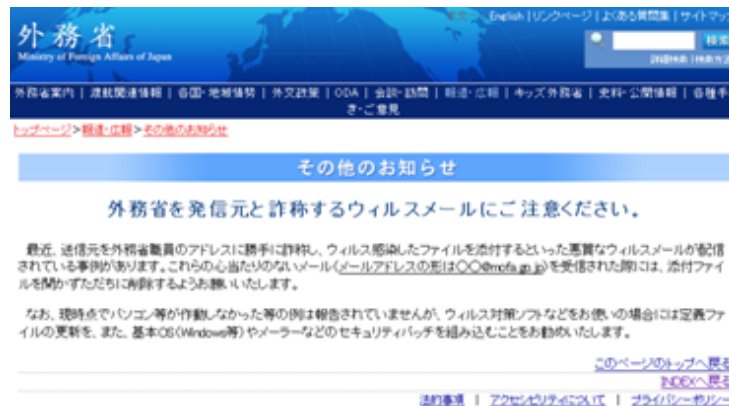 English | リンクページ | よくある質問集 | サイトマッ
外務省
Ministry of Foreign Affairs of Japan
検索
詳細検索 | 検索方法
外務省案内 | 渡航関連情報 | 各国・地域情勢 | 外交政策 | ODA | 会談・訪問 | 報道・広報 | キッズ外務省 | 史料・公開情報 | 各種手
き・ご意見
トップページ>報道・広報>その他のお知らせ
その他のお知らせ
外務省を発信元と詐称するウィルスメールにご注意ください。
最近、送信元を外務省職員のアドレスに勝手に詐称し、ウィルス感染したファイルを添付するといった悪質なウィルスメールが配信
されている事例があります。これらの心当たりのないメール(メールアドレスの形は〇〇@mofa.go.jp)を受信された際には、添付ファイ
ルを開かずただちに削除するようお願いいたします。
なお、現時点でパソコン等が作動しなかった等の例は報告されていませんが、ウィルス対策ソフトなどをお使いの場合には定義ファ
イルの更新を、また、基本OS(Windows等)やメーラーなどのセキュリティパッチを組み込むことをお勧めいたします。
このページのトップへ戻る
INDEXへ戻る
法的事項 | アクセシビリティについて | プライバシーポリシー